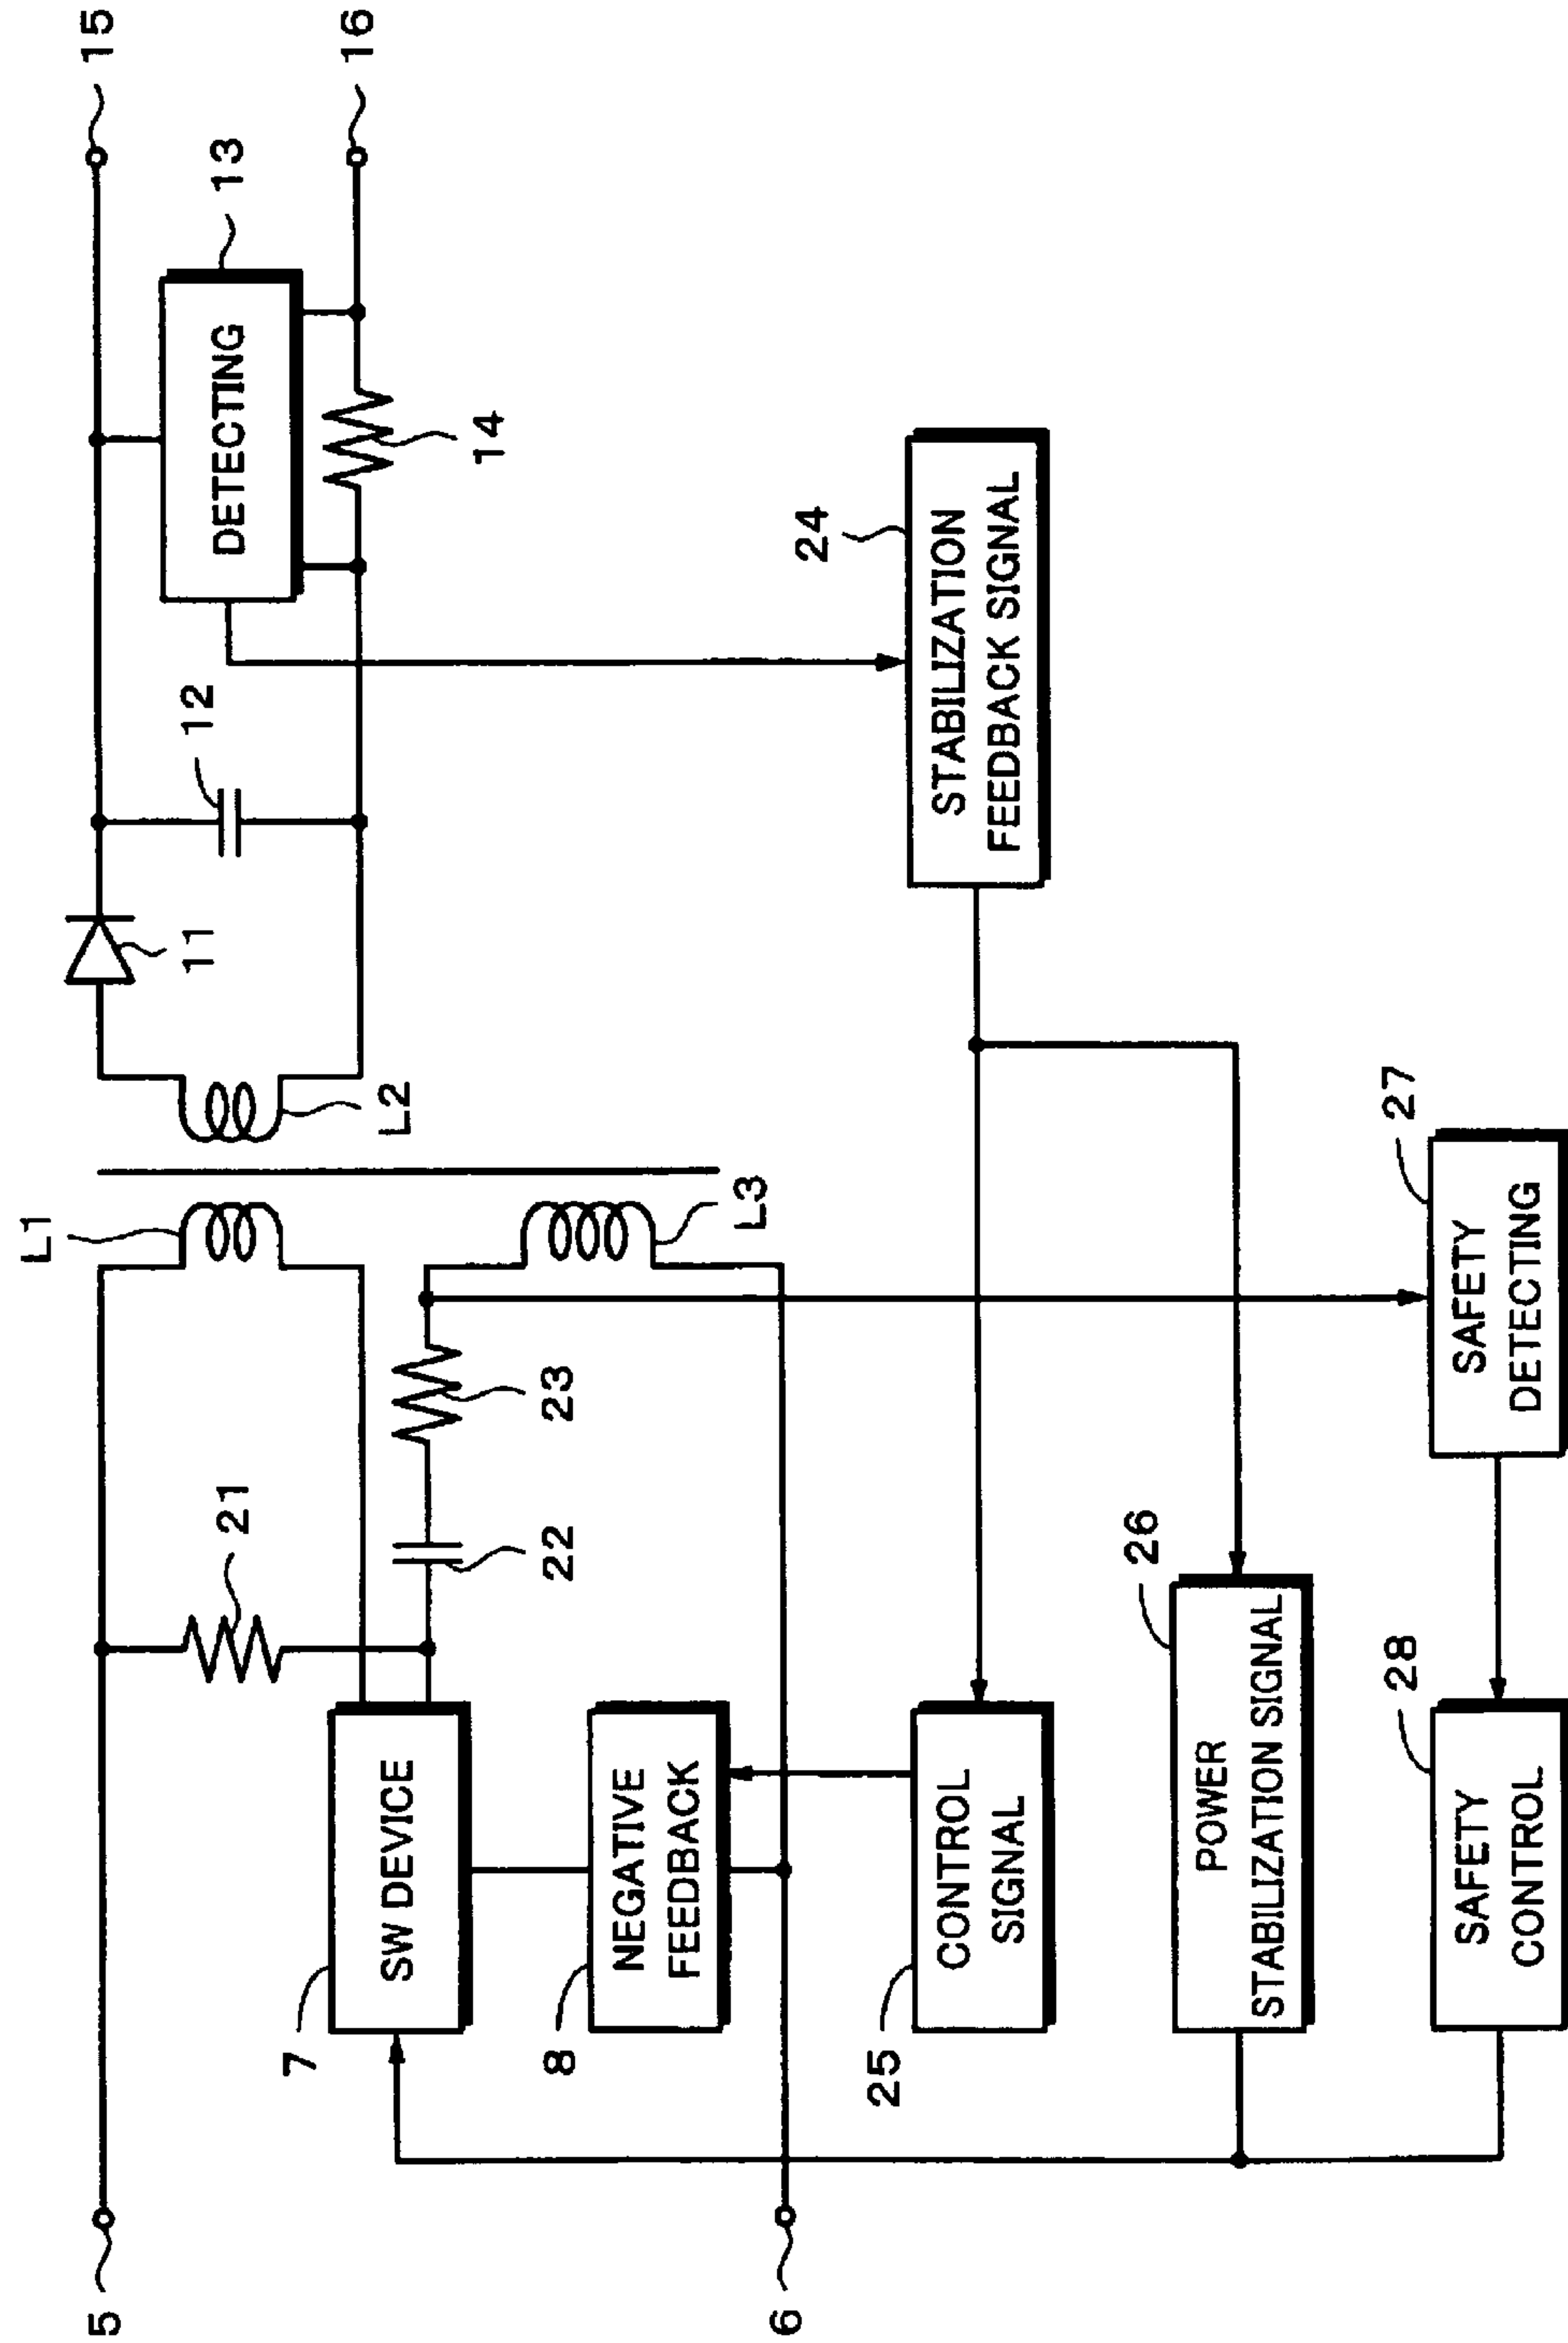 15
16
13
DETECTING
14
12
11
L2
L1
L3
24
STABILIZATION
FEEDBACK SIGNAL
21
23
22
27
SAFETY
DETECTING
26
POWER
STABILIZATION SIGNAL
7
SW DEVICE
8
NEGATIVE
FEEDBACK
25
CONTROL
SIGNAL
28
SAFETY
CONTROL
5
6